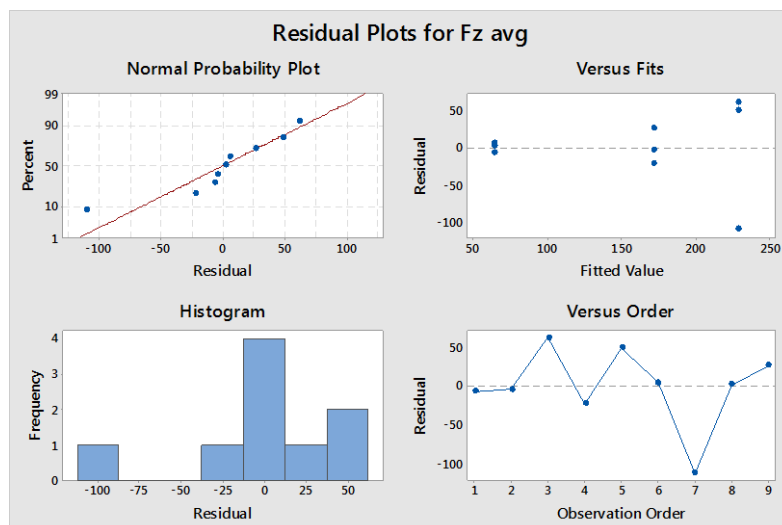 Residual Plots for Fz avg
Normal Probability Plot
Percent
99
90
50
10
1
-100 -50 0 50 100
Residual
Versus Fits
Residual
50
0
-50
-100
50 100 150 200 250
Fitted Value
Histogram
Frequency
4
3
2
1
0
-100 -75 -50 -25 0 25 50
Residual
Versus Order
Residual
50
0
-50
-100
1 2 3 4 5 6 7 8 9
Observation Order